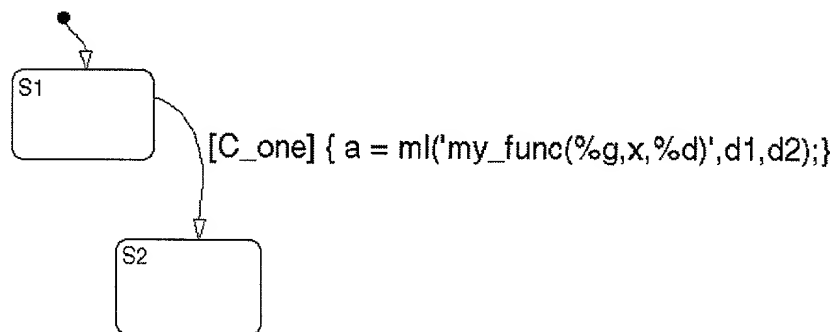 S1
[C_one] { a = ml('my_func(%g,x,%d)',d1,d2);}
S2